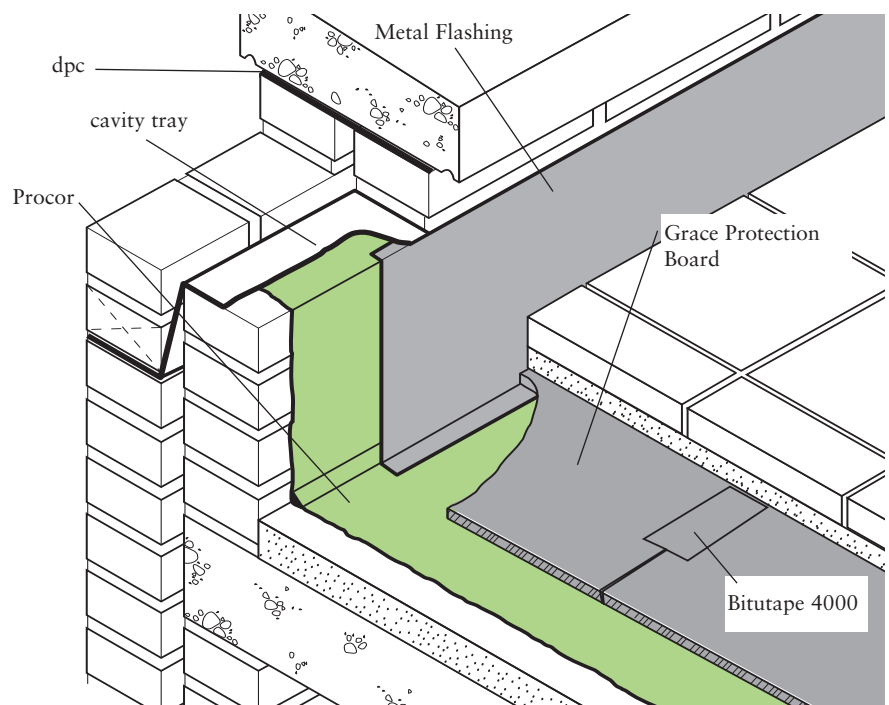 Metal Flashing
dpc
cavity tray
Procor
Grace Protection
Board
Bitutape 4000